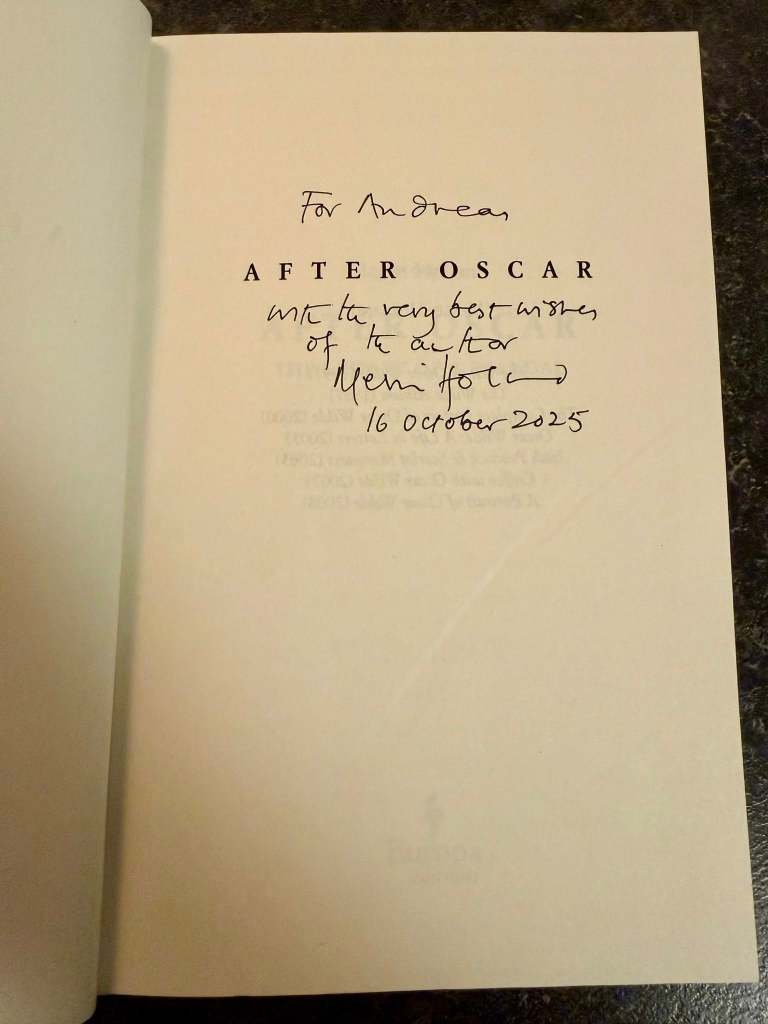 For Andreas
AFTER OSCAR
with the very best wishes
of the author
Merlin Holland
16 October 2025